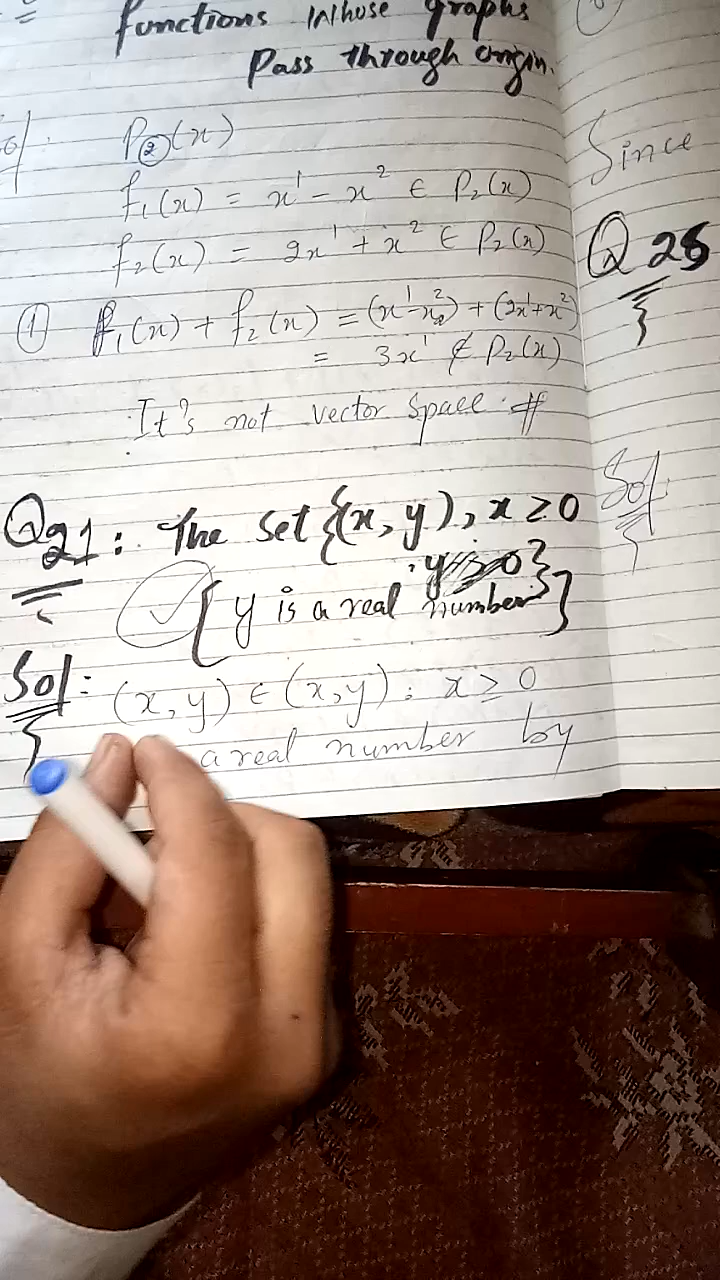 functions Whose graphs
Pass through origin.
Sol:
P₂(x)
f₁(x) = x¹ - x² ∈ P₂(x)
f₂(x) = 2x¹ + x² ∈ P₂(x)
① f₁(x) + f₂(x) = (x¹-x²) + (2x¹+x²)
= 3x¹ ∉ P₂(x)
It's not vector space #
Q21: The set {(x, y), x ≥ 0
[y is a real number}]
Sol: (x, y) ∈ (x, y); x ≥ 0
a real number by
Since
Q 25
Sol: